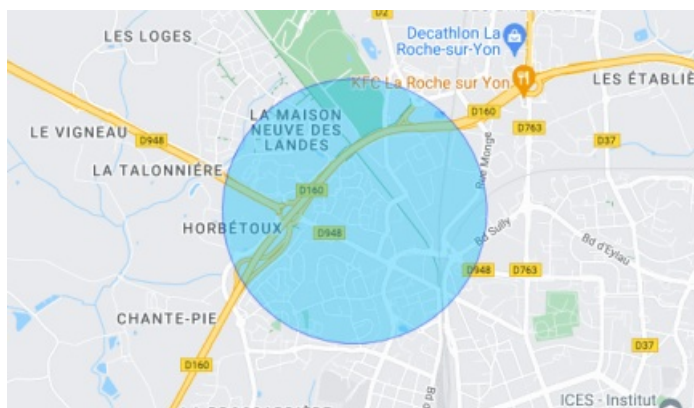 D2
LES LOGES
Decathlon La
Roche-sur-Yon
KFC La Roche sur Yon
LES ÉTABLIÈ
LA MAISON
NEUVE DES
LANDES
D160
D763
LE VIGNEAU
D948
D37
LA TALONNIÈRE
Rue Monge
D160
HORBÉTOUX
D948
Bd Sully
Bd d'Eylau
D948
D763
CHANTE-PIE
D37
D160
Bd d
ICES - Institut